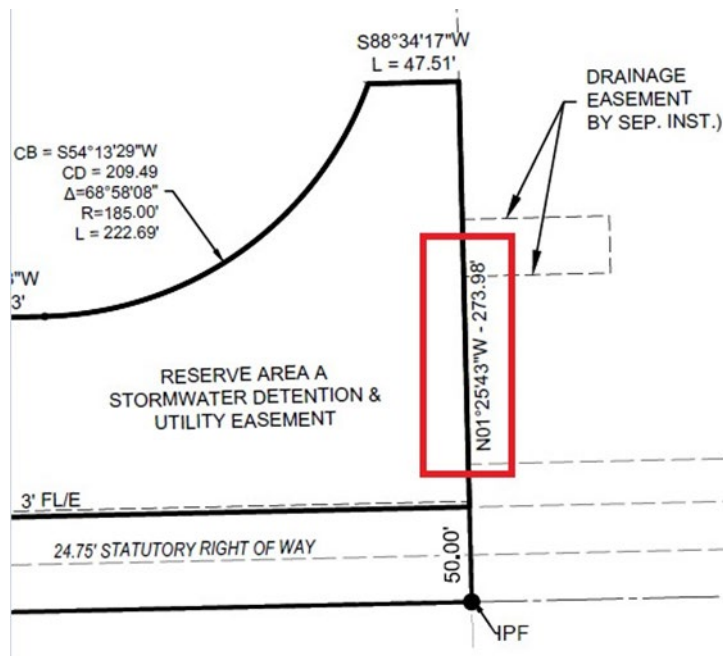 S88°34'17"W
L = 47.51'
DRAINAGE
EASEMENT
BY SEP. INST.)
CB = S54°13'29"W
CD = 209.49
Δ=68°58'08"
R=185.00'
L = 222.69'
"W
3'
N01°25'43"W - 273.98'
RESERVE AREA A
STORMWATER DETENTION &
UTILITY EASEMENT
3' FL/E
24.75' STATUTORY RIGHT OF WAY
50.00'
IPF